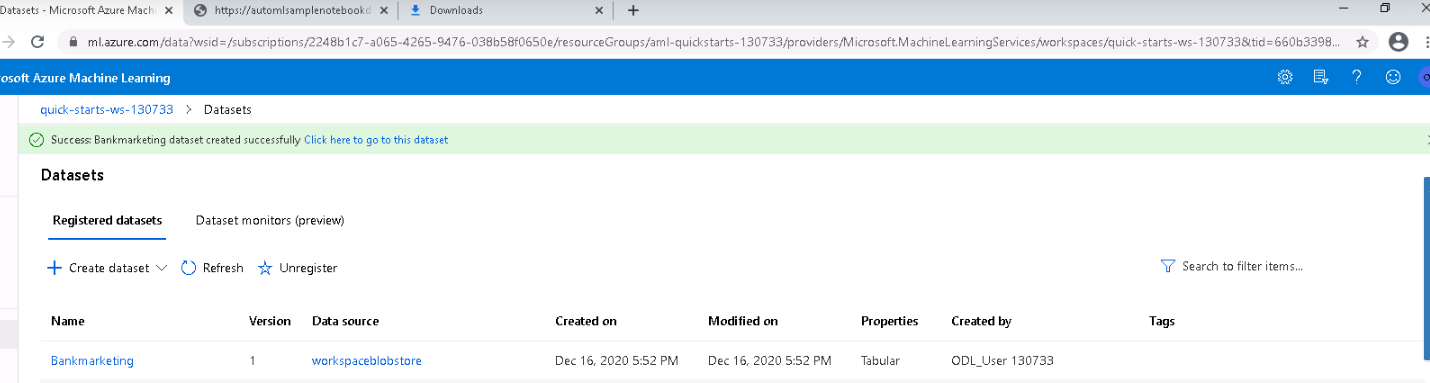 Datasets - Microsoft Azure Machi
https://automlsamplenotebookd
Downloads
ml.azure.com/data?wsid=/subscriptions/2248b1c7-a065-4265-9476-038b58f0650e/resourceGroups/aml-quickstarts-130733/providers/Microsoft.MachineLearningServices/workspaces/quick-starts-ws-130733&tid=660b3398...
osoft Azure Machine Learning
quick-starts-ws-130733 > Datasets
Success: Bankmarketing dataset created successfully Click here to go to this dataset
Datasets
Registered datasets Dataset monitors (preview)
Create dataset Refresh Unregister Search to filter items...
Name Version Data source Created on Modified on Properties Created by Tags
Bankmarketing 1 workspaceblobstore Dec 16, 2020 5:52 PM Dec 16, 2020 5:52 PM Tabular ODL_User 130733